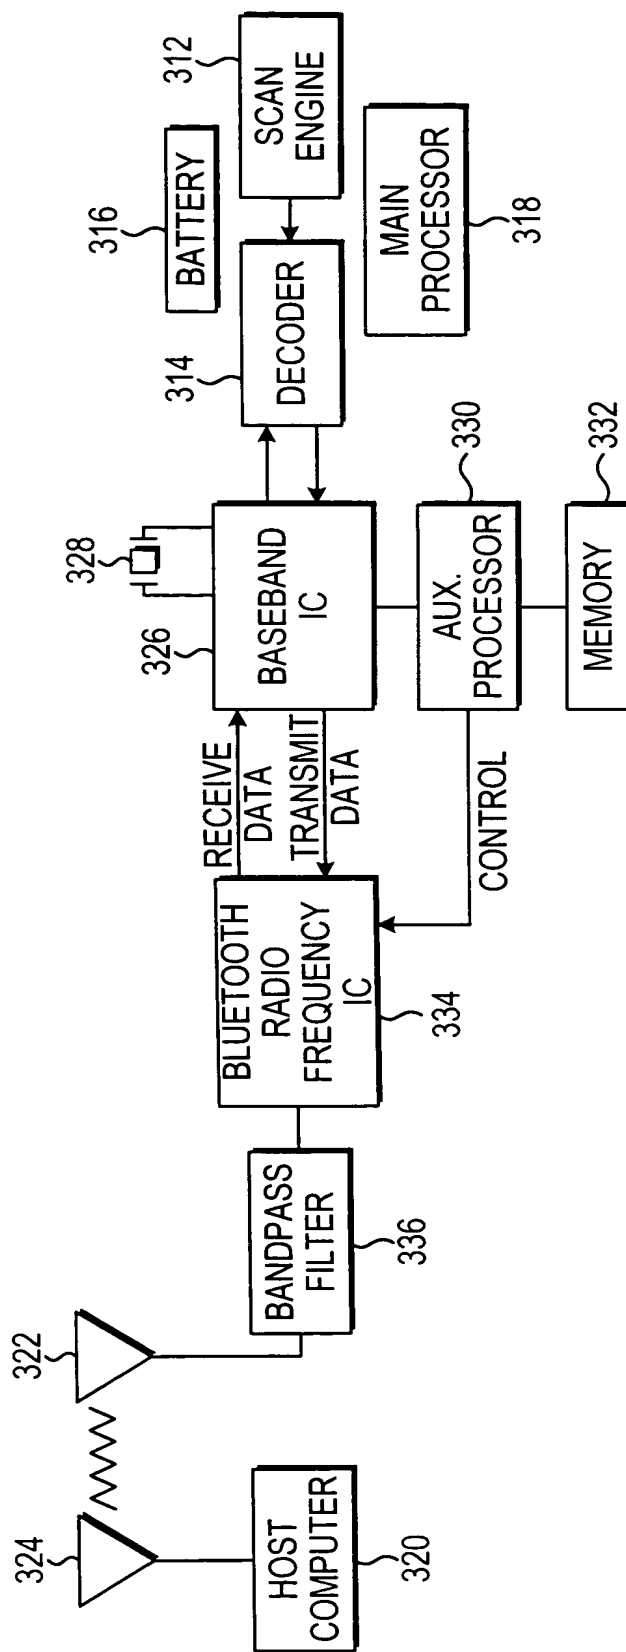 324
322
HOST
COMPUTER
320
BANDPASS
FILTER
336
BLUETOOTH
RADIO
FREQUENCY
IC
334
RECEIVE
DATA
TRANSMIT
DATA
CONTROL
328
326
BASEBAND
IC
AUX.
PROCESSOR
330
MEMORY
332
314
DECODER
316
BATTERY
312
SCAN
ENGINE
MAIN
PROCESSOR
318